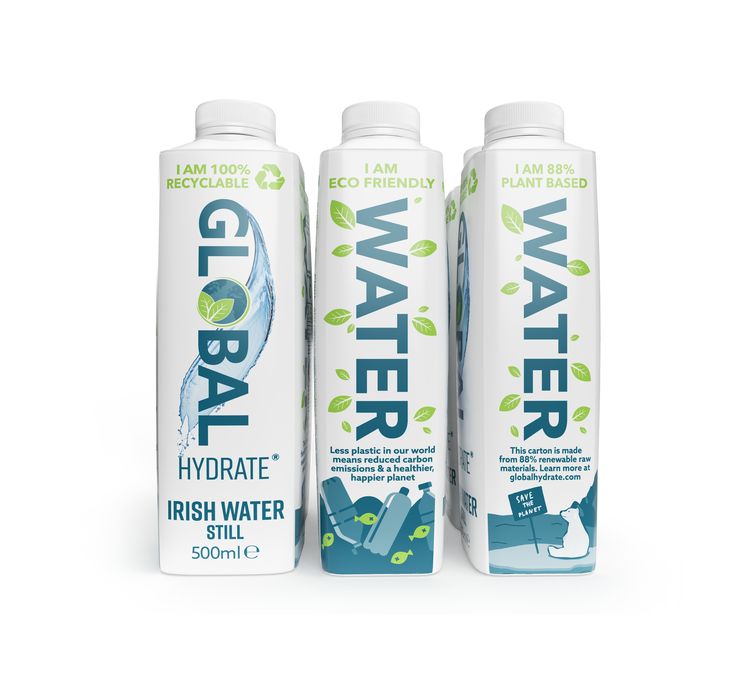 I AM 100%
RECYCLABLE
GLOBAL
HYDRATE®
IRISH WATER
STILL
500ml ℮
I AM
ECO FRIENDLY
WATER
Less plastic in our world
means reduced carbon
emissions & a healthier,
happier planet
I AM 88%
PLANT BASED
WATER
This carton is made
from 88% renewable raw
materials. Learn more at
globalhydrate.com
SAVE
THE
PLANET